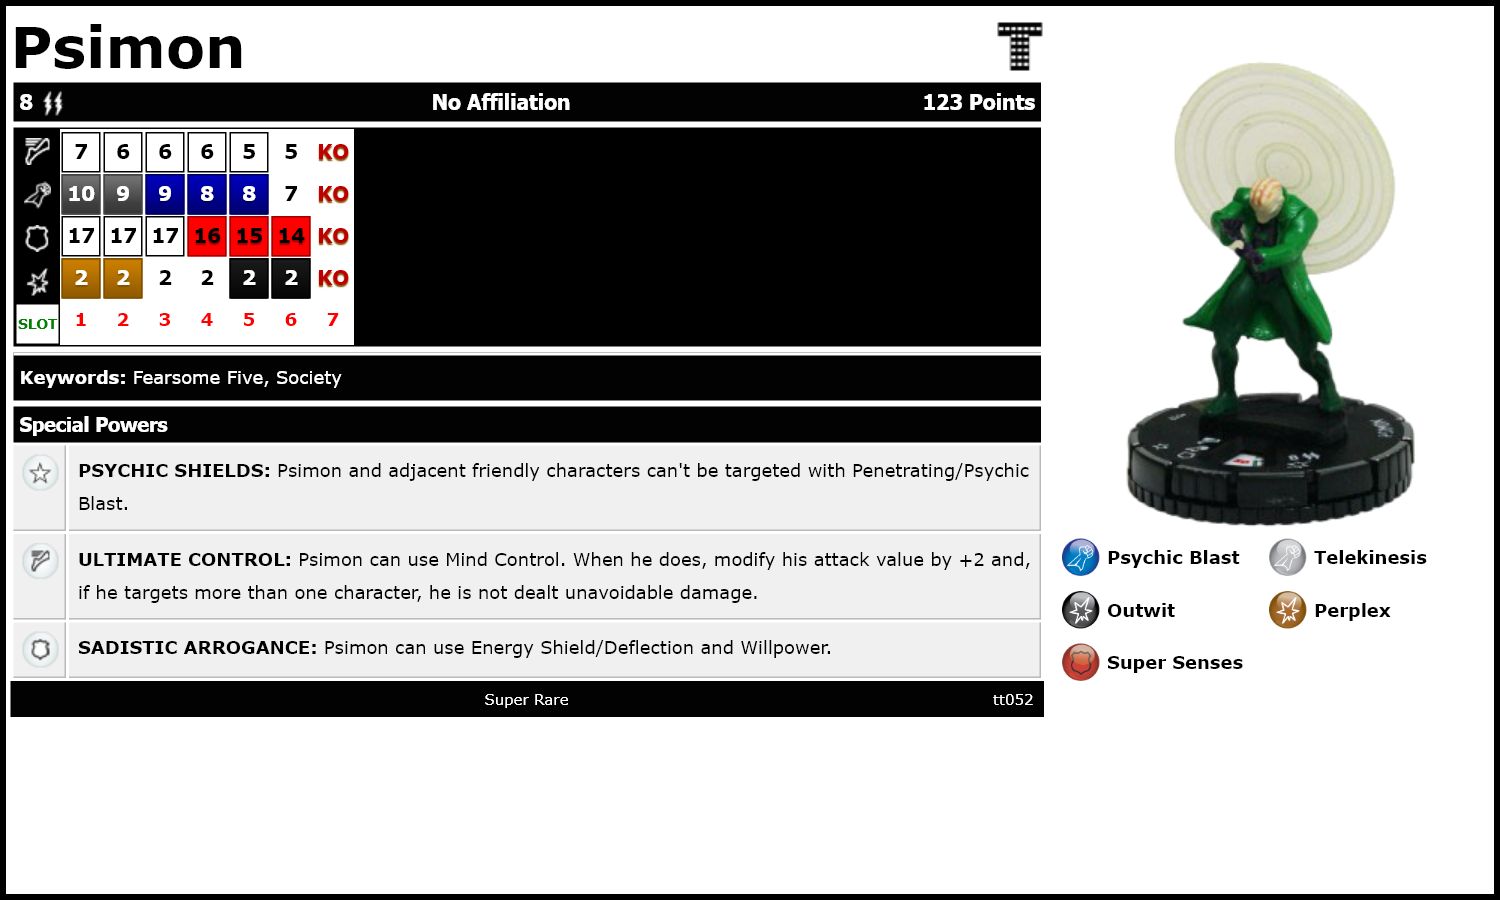 Psimon
8 No Affiliation 123 Points
7 6 6 6 5 5 KO
10 9 9 8 8 7 KO
17 17 17 16 15 14 KO
2 2 2 2 2 2 KO
SLOT 1 2 3 4 5 6 7
Keywords: Fearsome Five, Society
Special Powers
PSYCHIC SHIELDS: Psimon and adjacent friendly characters can't be targeted with Penetrating/Psychic
Blast.
ULTIMATE CONTROL: Psimon can use Mind Control. When he does, modify his attack value by +2 and,
if he targets more than one character, he is not dealt unavoidable damage.
SADISTIC ARROGANCE: Psimon can use Energy Shield/Deflection and Willpower.
Super Rare tt052
Psychic Blast Telekinesis
Outwit Perplex
Super Senses